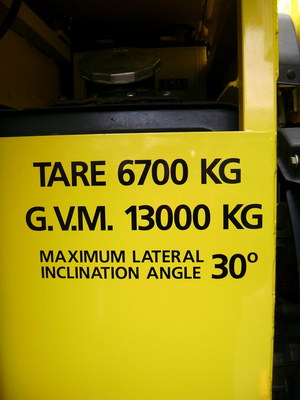 TARE 6700 KG
G.V.M. 13000 KG
MAXIMUM LATERAL
INCLINATION ANGLE 30°